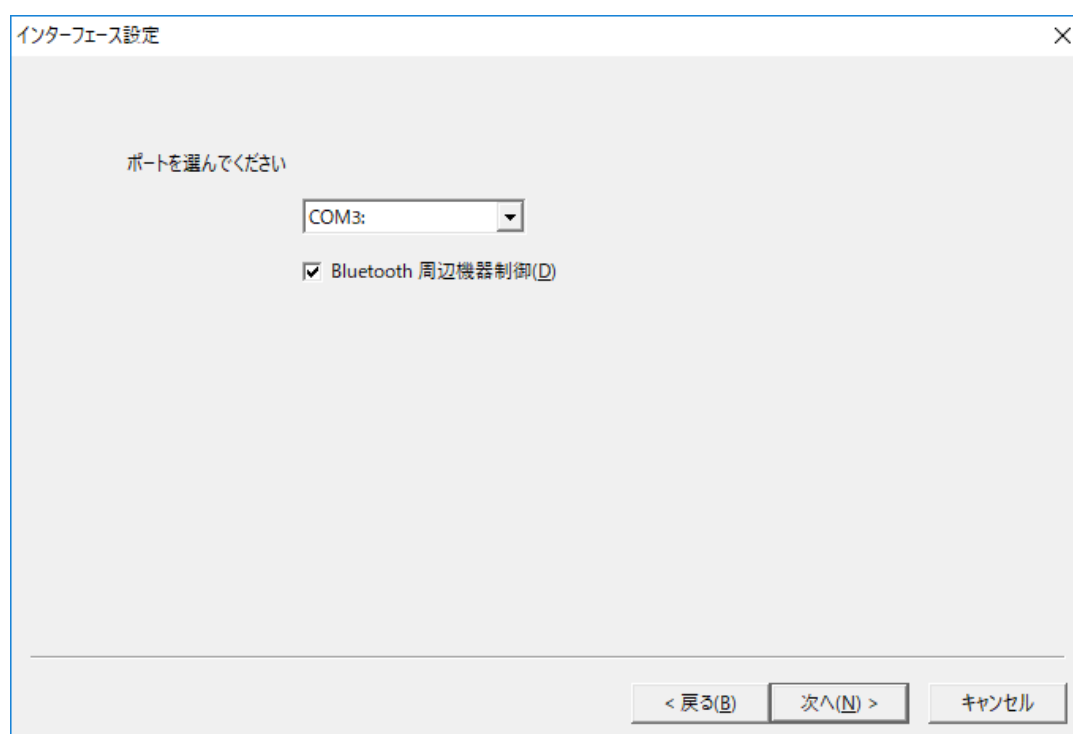 インターフェース設定
ポートを選んでください
COM3:
Bluetooth 周辺機器制御(D)
< 戻る(B)
次へ(N) >
キャンセル